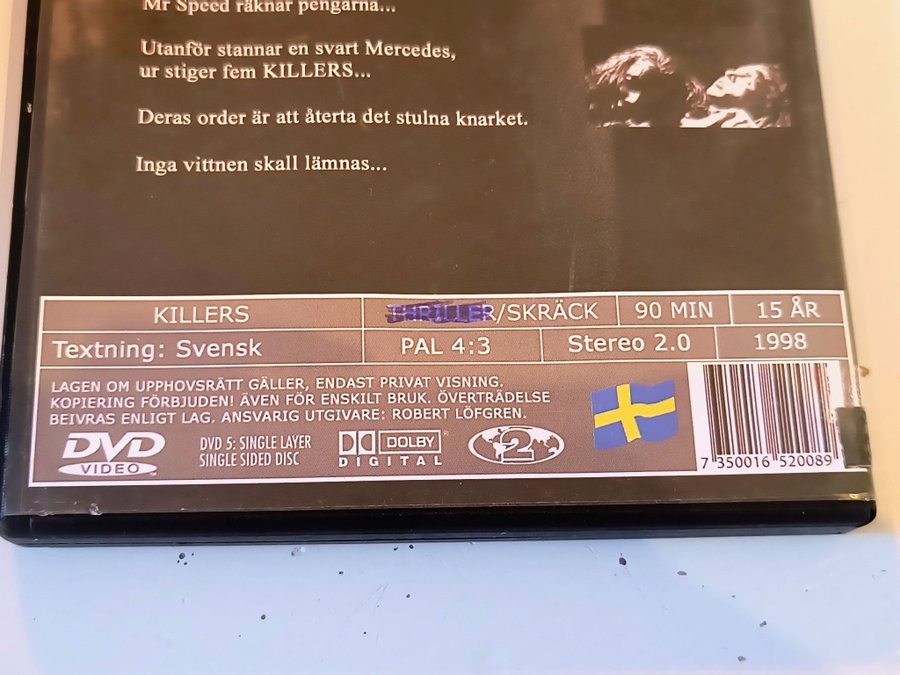 Mr Speed räknar pengarna...
Utanför stannar en svart Mercedes,
ur stiger fem KILLERS...
Deras order är att återta det stulna knarket.
Inga vittnen skall lämnas...
KILLERS THRILLER/SKRÄCK 90 MIN 15 ÅR
Textning: Svensk PAL 4:3 Stereo 2.0 1998
LAGEN OM UPPHOVSRÄTT GÄLLER, ENDAST PRIVAT VISNING.
KOPIERING FÖRBJUDEN! ÄVEN FÖR ENSKILT BRUK. ÖVERTRÄDELSE
BEIVRAS ENLIGT LAG. ANSVARIG UTGIVARE: ROBERT LÖFGREN.
DVD
VIDEO
DVD 5: SINGLE LAYER
SINGLE SIDED DISC
DOLBY
DIGITAL
2
7 350016 520089